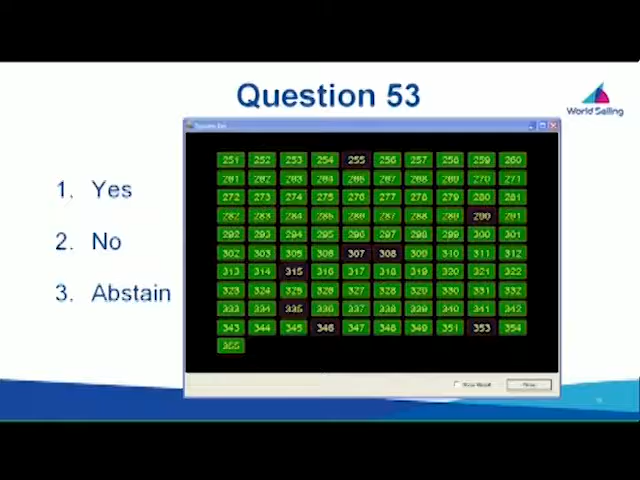 Question 53
World Sailing
1. Yes
2. No
3. Abstain
251 252 253 254 255 256 257 258 259 260
261 262 263 264 265 266 267 268 270 271
272 273 274 275 276 277 278 279 280 281
282 283 284 285 286 287 288 289 290 291
292 293 294 295 296 297 298 299 300 301
302 303 305 306 307 308 309 310 311 312
313 314 315 316 317 318 319 320 321 322
323 324 325 326 327 328 329 330 331 332
333 334 335 336 337 338 339 340 341 342
343 344 345 346 347 348 349 351 353 354
355